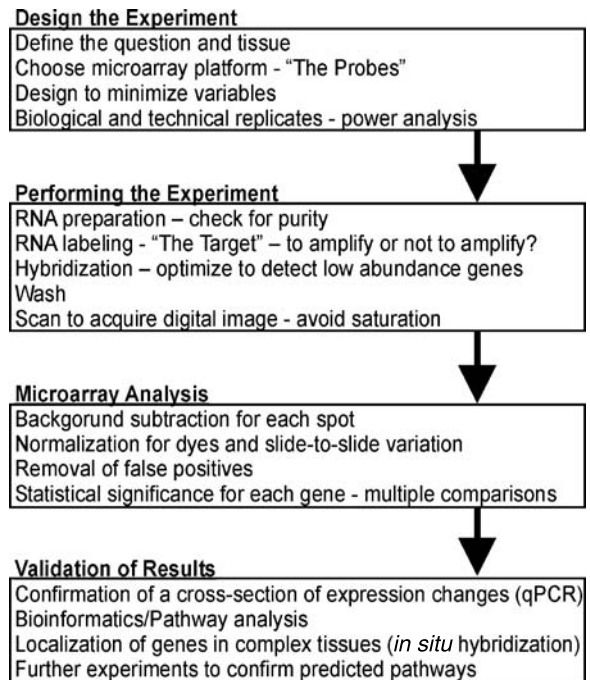 Design the Experiment
Define the question and tissue
Choose microarray platform - “The Probes”
Design to minimize variables
Biological and technical replicates - power analysis
Performing the Experiment
RNA preparation – check for purity
RNA labeling - “The Target” – to amplify or not to amplify?
Hybridization – optimize to detect low abundance genes
Wash
Scan to acquire digital image - avoid saturation
Microarray Analysis
Backgorund subtraction for each spot
Normalization for dyes and slide-to-slide variation
Removal of false positives
Statistical significance for each gene - multiple comparisons
Validation of Results
Confirmation of a cross-section of expression changes (qPCR)
Bioinformatics/Pathway analysis
Localization of genes in complex tissues (in situ hybridization)
Further experiments to confirm predicted pathways